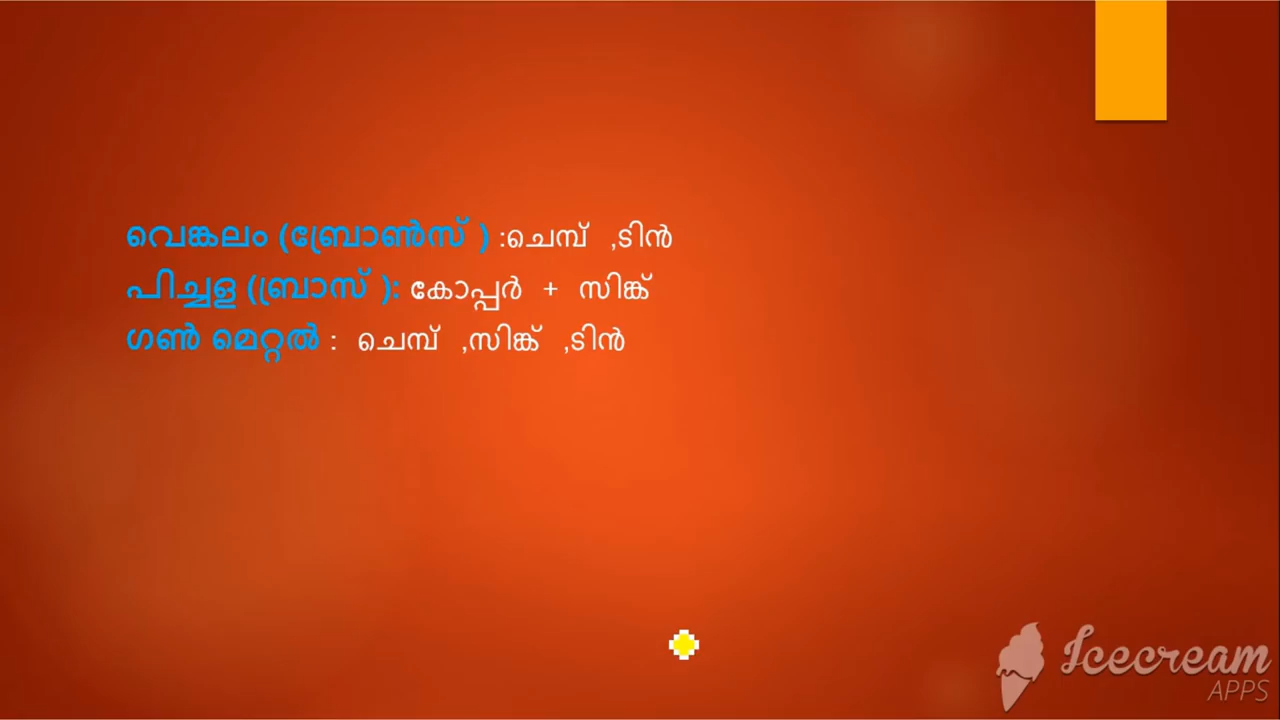 വെങ്കലം (ബ്രോൺസ് ) :ചെമ്പ് ,ടിൻ
പിച്ചള (ബ്രാസ് ): കോപ്പർ + സിങ്ക്
ഗൺ മെറ്റൽ : ചെമ്പ് ,സിങ്ക് ,ടിൻ
Icecream
APPS